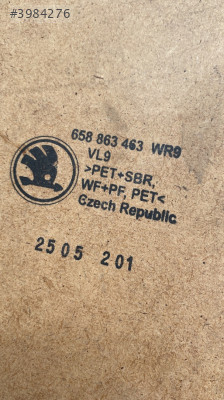 #3984276
658 863 463 WR9
VL9
>PET+SBR,
WF+PF, PET<
Czech Republic
2505 201